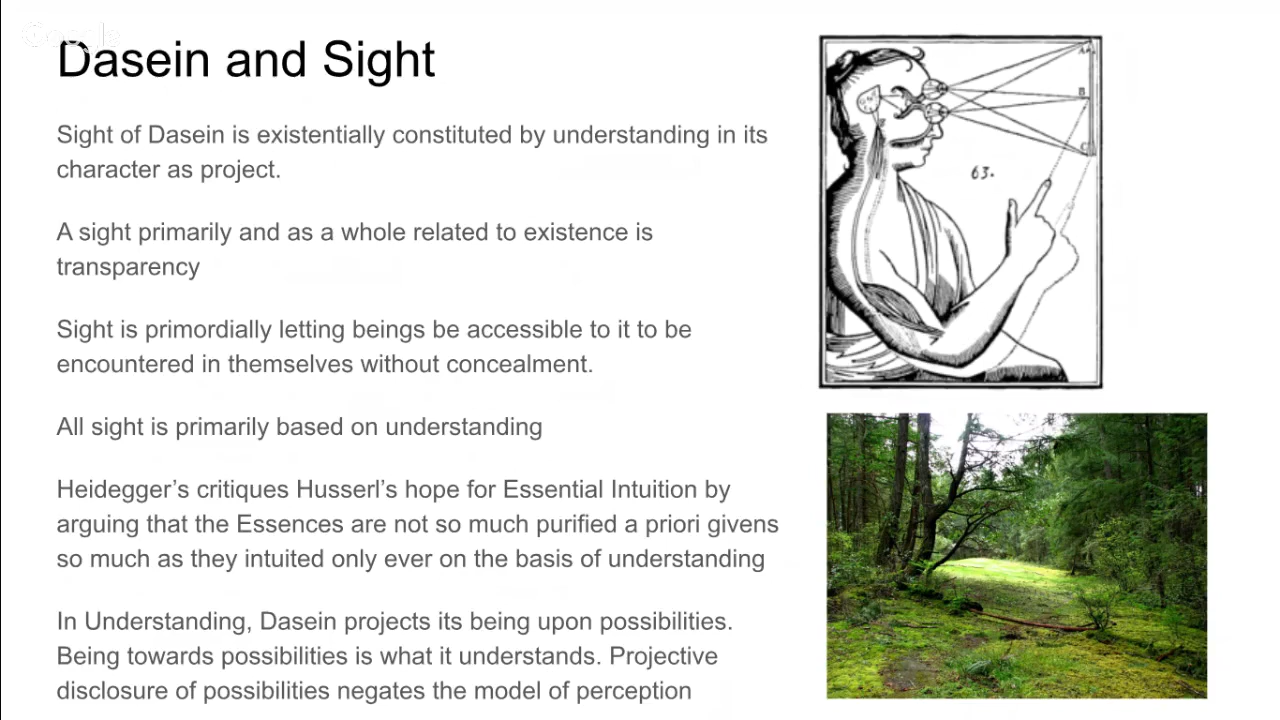 Google
Dasein and Sight
Sight of Dasein is existentially constituted by understanding in its
character as project.
A sight primarily and as a whole related to existence is
transparency
Sight is primordially letting beings be accessible to it to be
encountered in themselves without concealment.
All sight is primarily based on understanding
Heidegger’s critiques Husserl’s hope for Essential Intuition by
arguing that the Essences are not so much purified a priori givens
so much as they intuited only ever on the basis of understanding
In Understanding, Dasein projects its being upon possibilities.
Being towards possibilities is what it understands. Projective
disclosure of possibilities negates the model of perception
B
C
63.